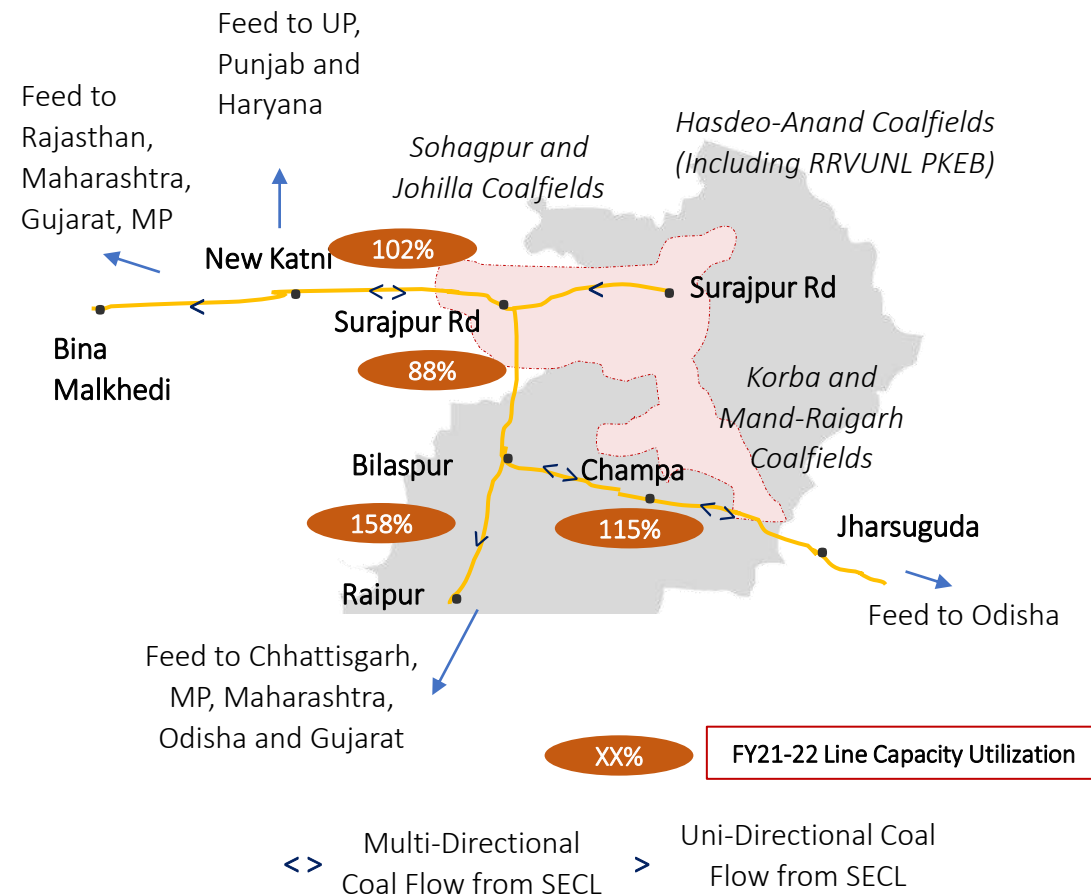 Feed to UP,
Punjab and
Haryana
Feed to
Rajasthan,
Maharashtra,
Gujarat, MP
Sohagpur and
Johilla Coalfields
Hasdeo-Anand Coalfields
(Including RRVUNL PKEB)
New Katni
102%
Surajpur Rd
Surajpur Rd
Bina
Malkhedi
88%
Korba and
Mand-Raigarh
Coalfields
Bilaspur
Champa
158%
115%
Jharsuguda
Raipur
Feed to Odisha
Feed to Chhattisgarh,
MP, Maharashtra,
Odisha and Gujarat
XX%
FY21-22 Line Capacity Utilization
< >
Multi-Directional
Coal Flow from SECL
>
Uni-Directional Coal
Flow from SECL